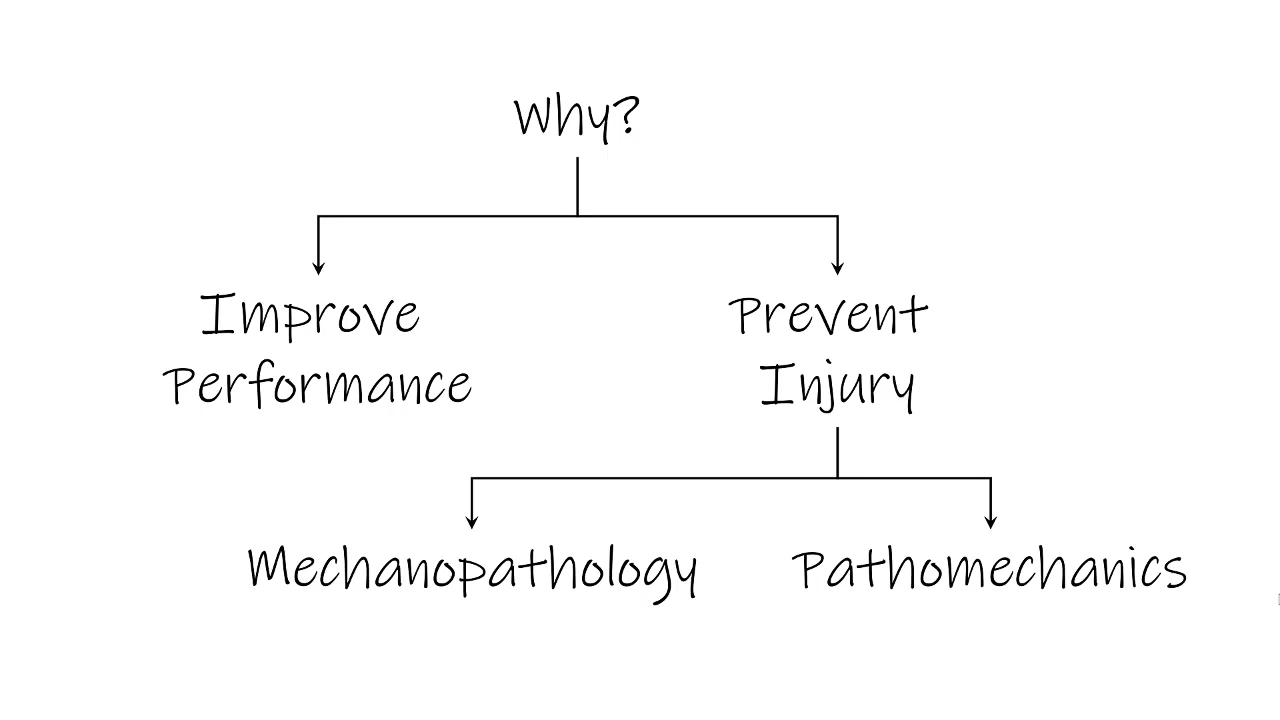 Why?
Improve
Performance
Prevent
Injury
Mechanopathology
Pathomechanics